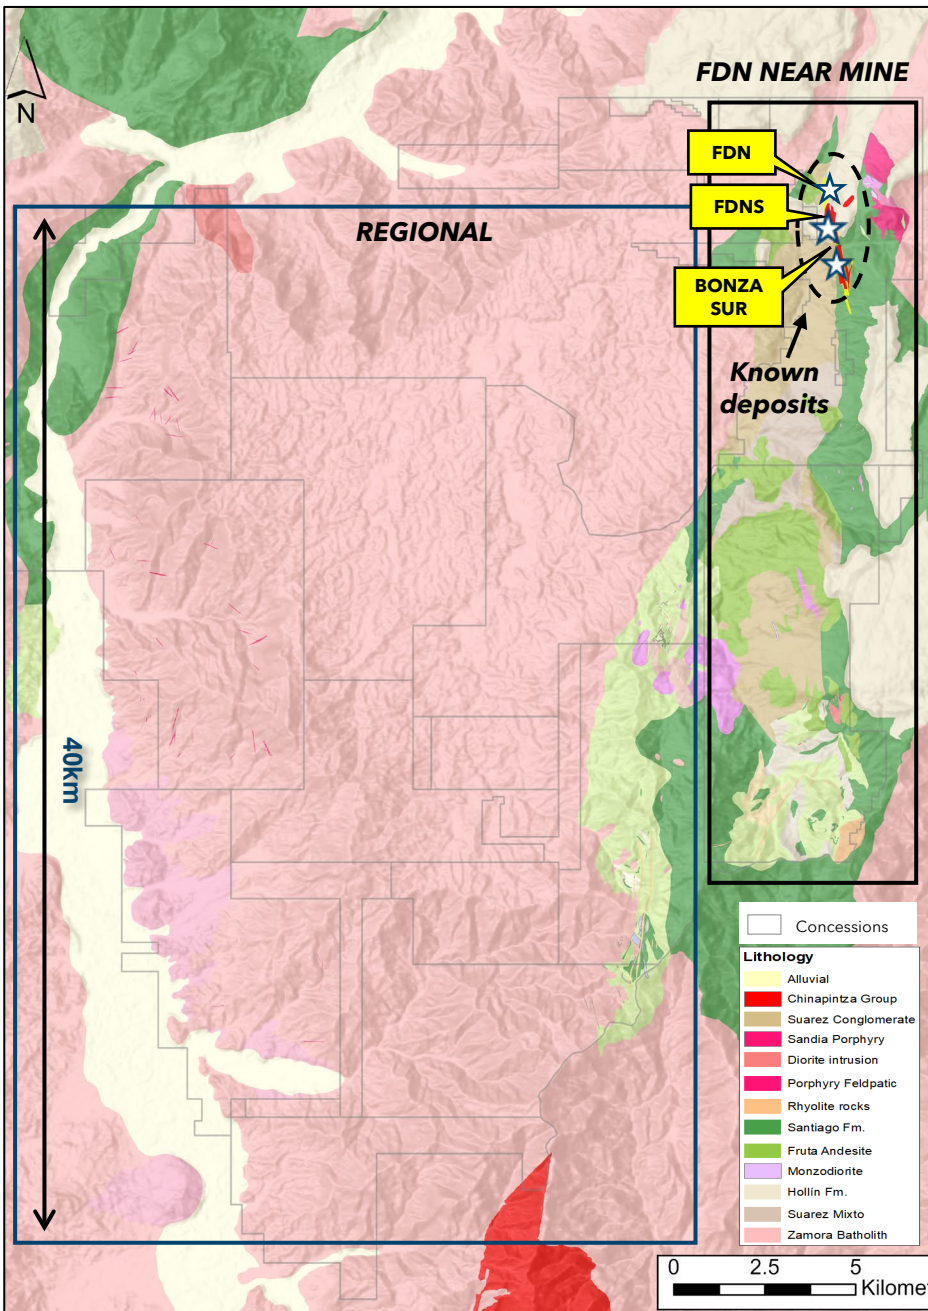 N
FDN NEAR MINE
FDN
FDNS
REGIONAL
BONZA
SUR
Known
deposits
40km
Concessions
Lithology
Alluvial
Chinapintza Group
Suarez Conglomerate
Sandia Porphyry
Diorite intrusion
Porphyry Feldpatic
Rhyolite rocks
Santiago Fm.
Fruta Andesite
Monzodiorite
Hollín Fm.
Suarez Mixto
Zamora Batholith
0 2.5 5
Kilomet